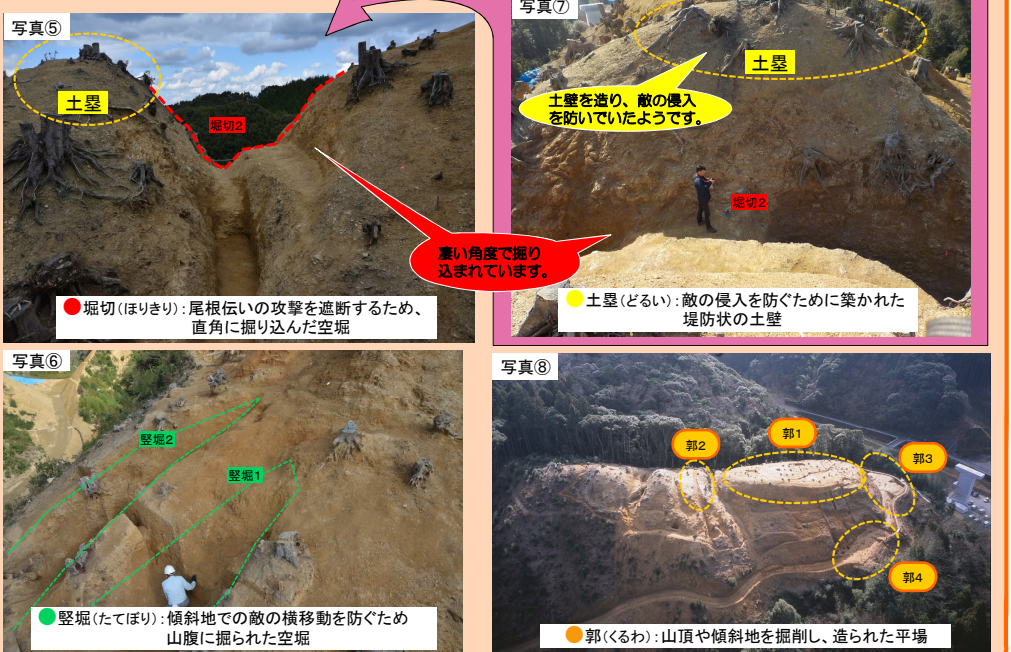 写真⑤
土塁
堀切2
凄い角度で掘り
込まれています。
●堀切(ほりきり):尾根伝いの攻撃を遮断するため、
直角に掘り込んだ空堀
写真⑦
土塁
土壁を造り、敵の侵入
を防いでいたようです。
堀切2
●土塁(どるい):敵の侵入を防ぐために築かれた
堤防状の土壁
写真⑥
竪堀2
竪堀1
●竪堀(たてぼり):傾斜地での敵の横移動を防ぐため
山腹に掘られた空堀
写真⑧
郭2
郭1
郭3
郭4
●郭(くるわ):山頂や傾斜地を掘削し、造られた平場